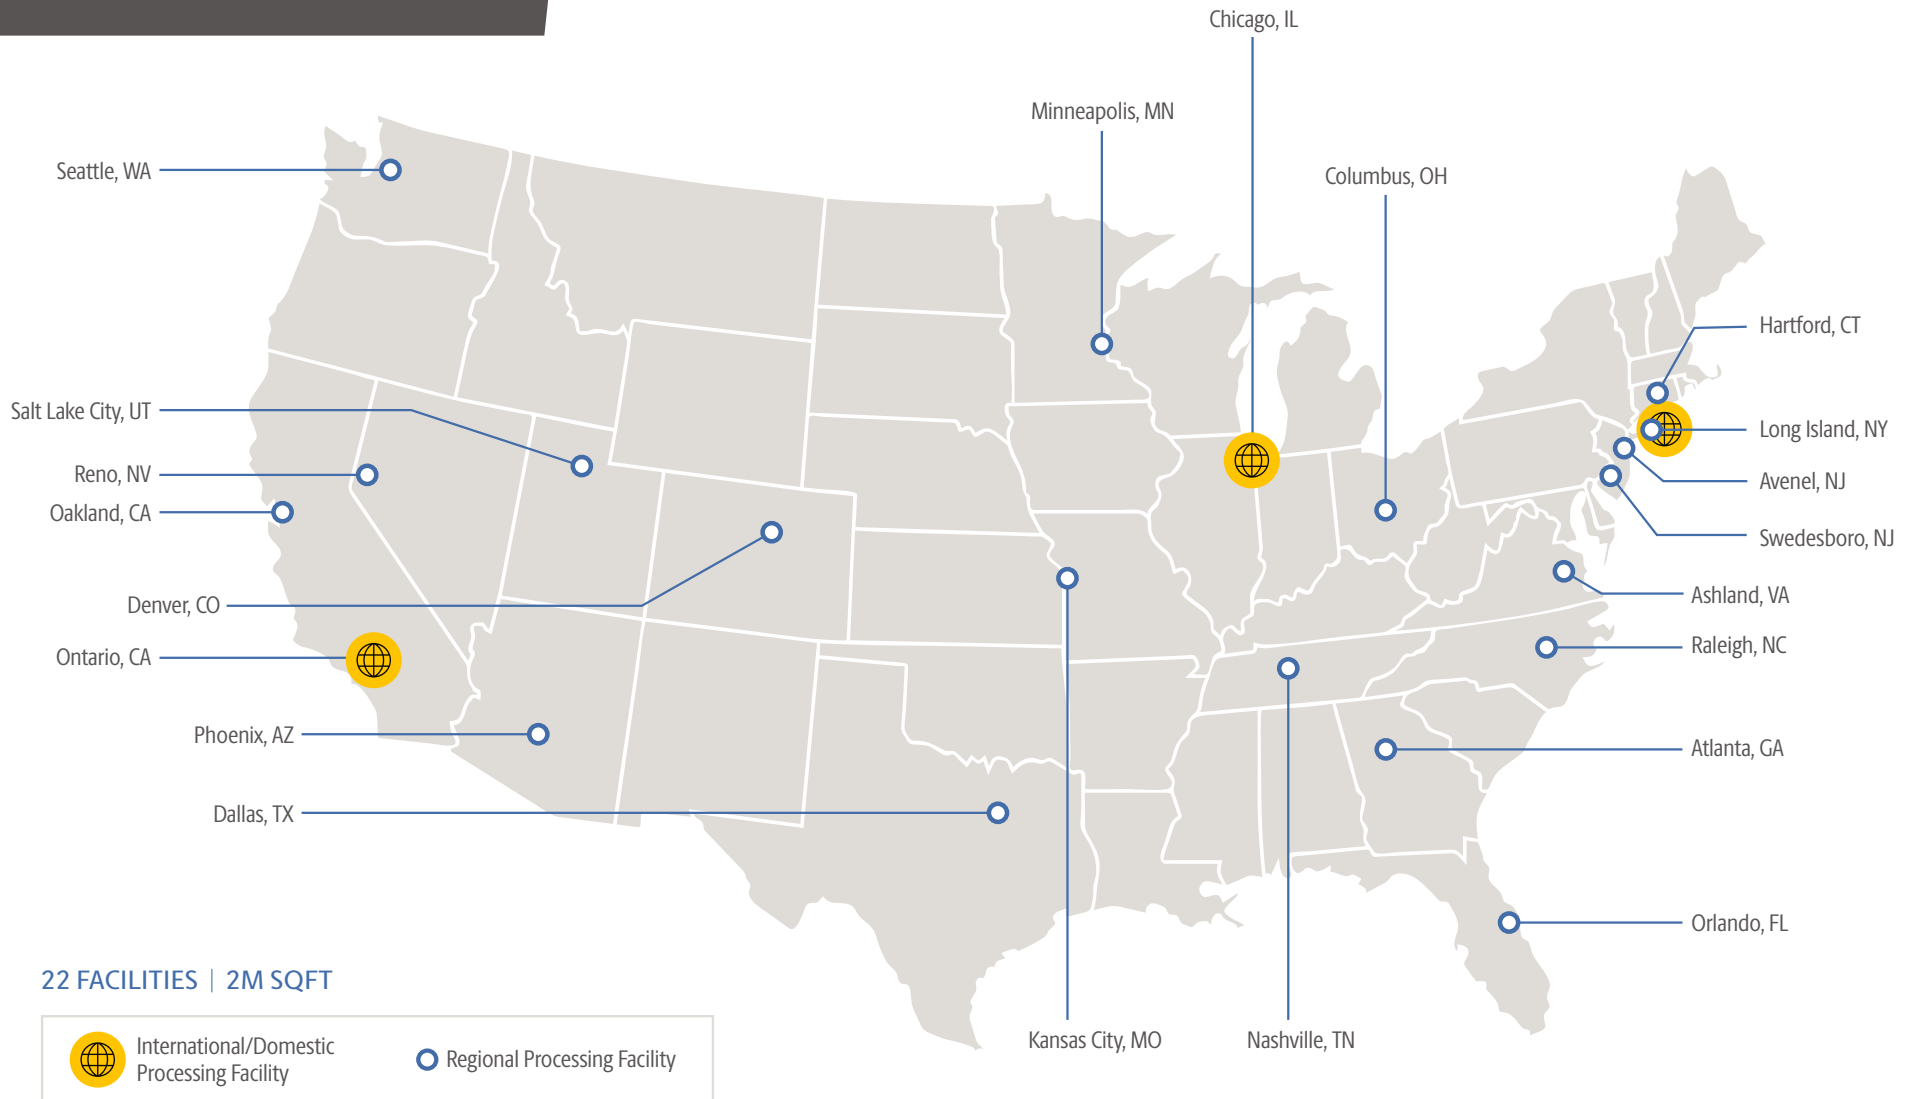 Chicago, IL
Minneapolis, MN
Columbus, OH
Seattle, WA
Hartford, CT
Salt Lake City, UT
Long Island, NY
Reno, NV
Avenel, NJ
Oakland, CA
Swedesboro, NJ
Denver, CO
Ashland, VA
Ontario, CA
Raleigh, NC
Phoenix, AZ
Atlanta, GA
Dallas, TX
Orlando, FL
22 FACILITIES | 2M SQFT
Kansas City, MO
Nashville, TN
International/Domestic
Processing Facility
Regional Processing Facility